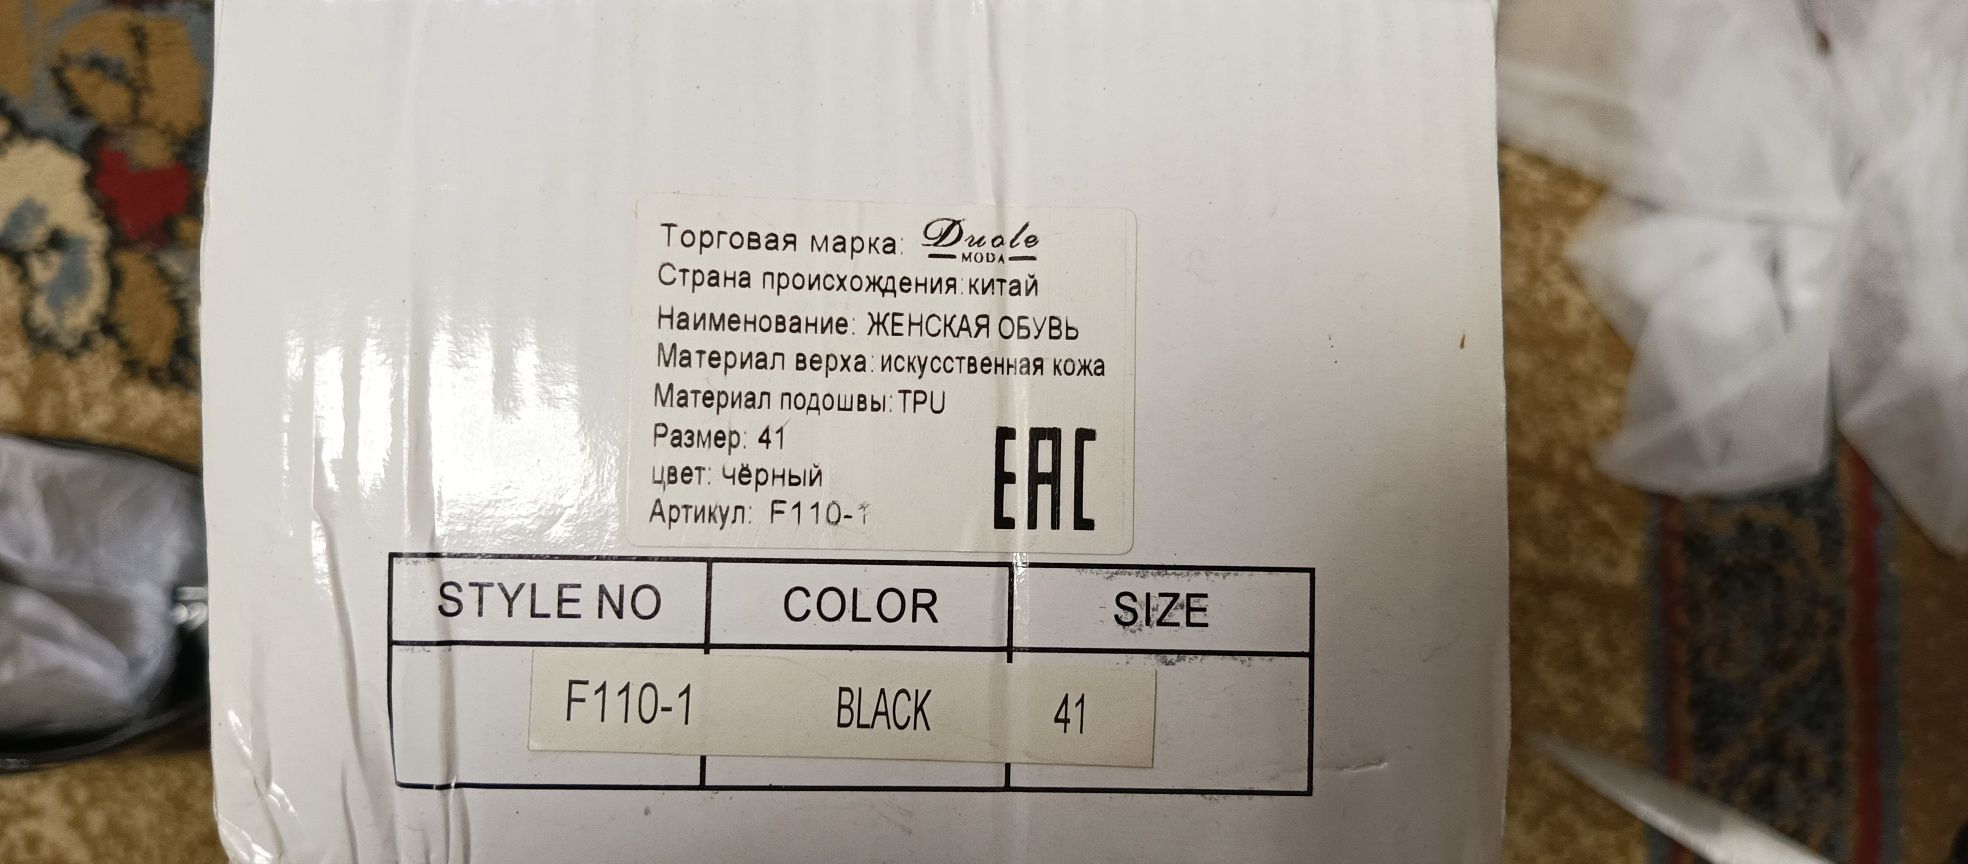 Торговая марка: Duole MODA
Страна происхождения: китай
Наименование: ЖЕНСКАЯ ОБУВЬ
Материал верха: искусственная кожа
Материал подошвы: TPU
Размер: 41
цвет: чёрный
Артикул: F110-1
EAC
STYLE NO COLOR SIZE
F110-1 BLACK 41